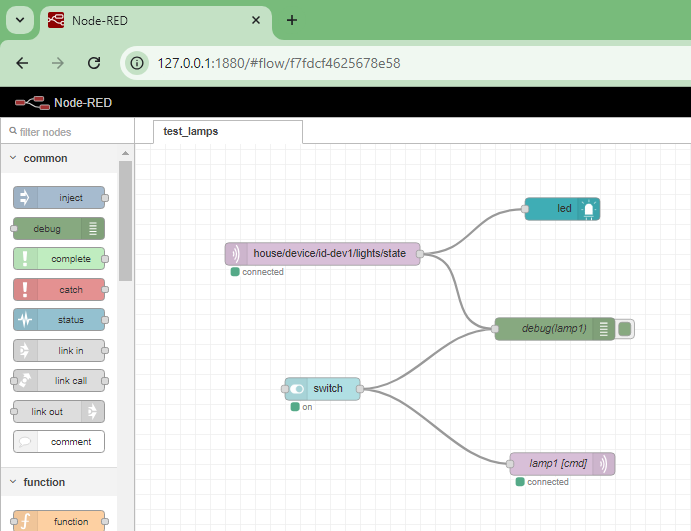 Node-RED
127.0.0.1:1880/#flow/f7fdcf4625678e58
Node-RED
filter nodes
test_lamps
common
inject
debug
complete
catch
status
link in
link call
link out
comment
function
function
led
house/device/id-dev1/lights/state
connected
debug(lamp1)
switch
on
lamp1 [cmd]
connected